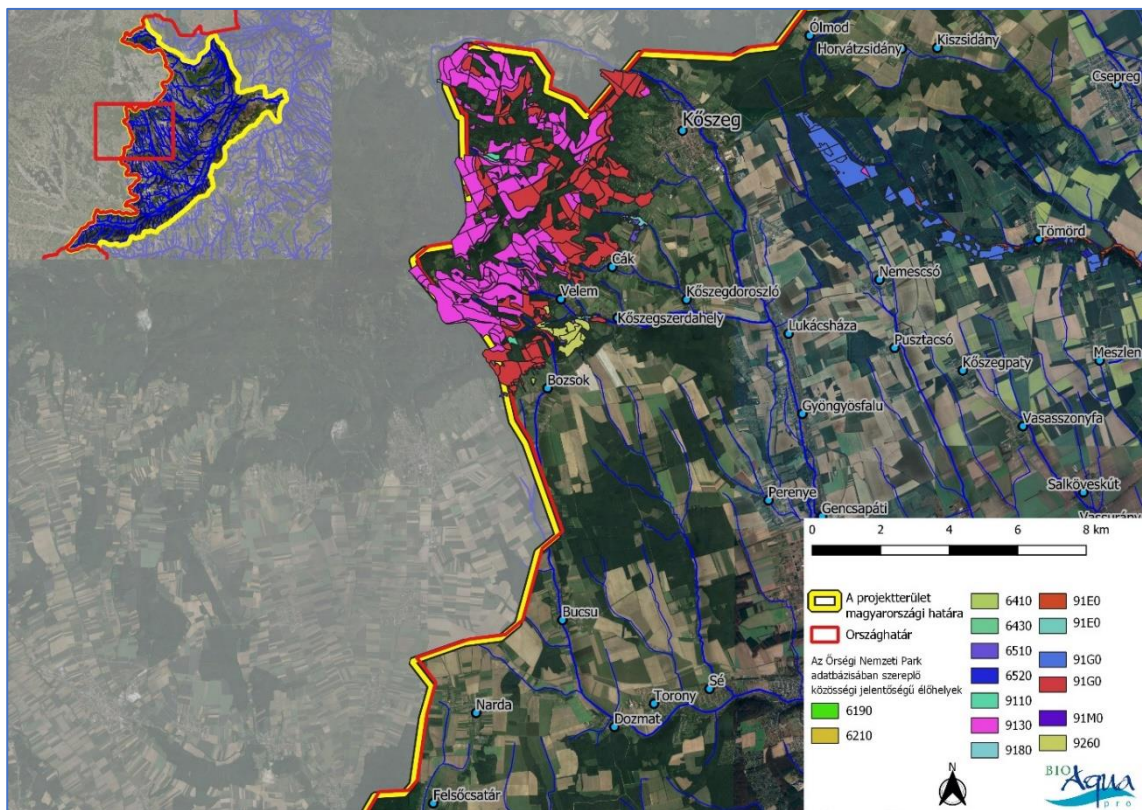 Ólmod
Horvátzsidány
Kiszsidány
Csepreg
Kőszeg
Tömörd
Cák
Nemescsó
Velem
Kőszegdoroszló
Kőszegszerdahely
Lukácsháza
Pusztacsó
Meszlen
Kőszegpaty
Bozsok
Gyöngyösfalu
Vasasszonyfa
Salköveskút
Perenye
Gencsapáti
Vassurány
Bucsu
Sé
Torony
Narda
Dozmat
Felsőcsatár
0 2 4 6 8 km
A projektterület
magyarországi határa
Országhatár
Az Őrségi Nemzeti Park
adatbázisában szereplő
közösségi jelentőségű élőhelyek
6190
6210
6410
6430
6510
6520
9110
9130
9180
91E0
91E0
91G0
91G0
91M0
9260
N
BIO
Aqua
pro